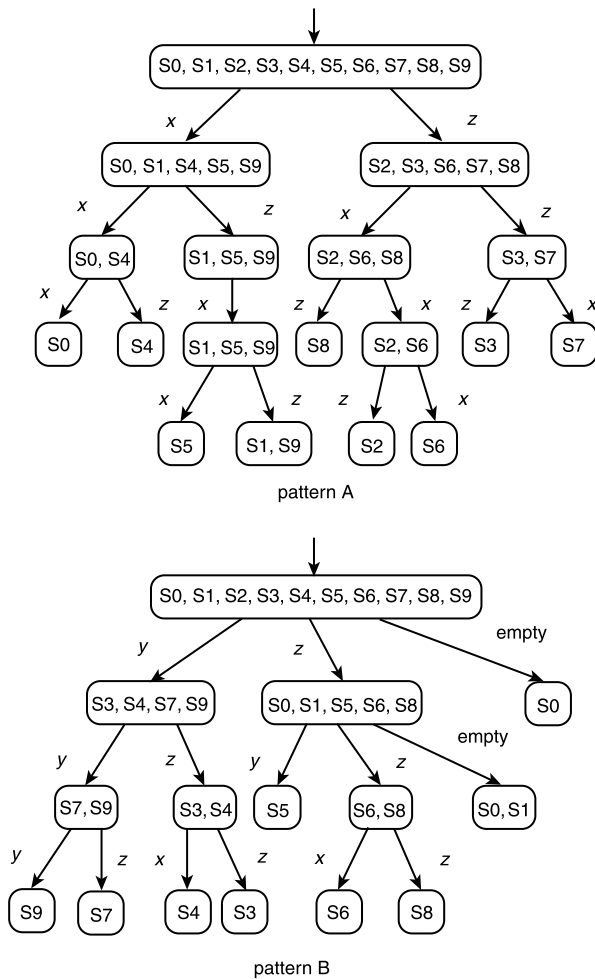 S0, S1, S2, S3, S4, S5, S6, S7, S8, S9
x z
S0, S1, S4, S5, S9 S2, S3, S6, S7, S8
x z x z
S0, S4 S1, S5, S9 S2, S6, S8 S3, S7
x z x z x z x
S0 S4 S1, S5, S9 S8 S2, S6 S3 S7
x z z x
S5 S1, S9 S2 S6
pattern A
S0, S1, S2, S3, S4, S5, S6, S7, S8, S9
y z empty
S3, S4, S7, S9 S0, S1, S5, S6, S8 S0
y z y z empty
S7, S9 S3, S4 S5 S6, S8 S0, S1
y z x z x z
S9 S7 S4 S3 S6 S8
pattern B